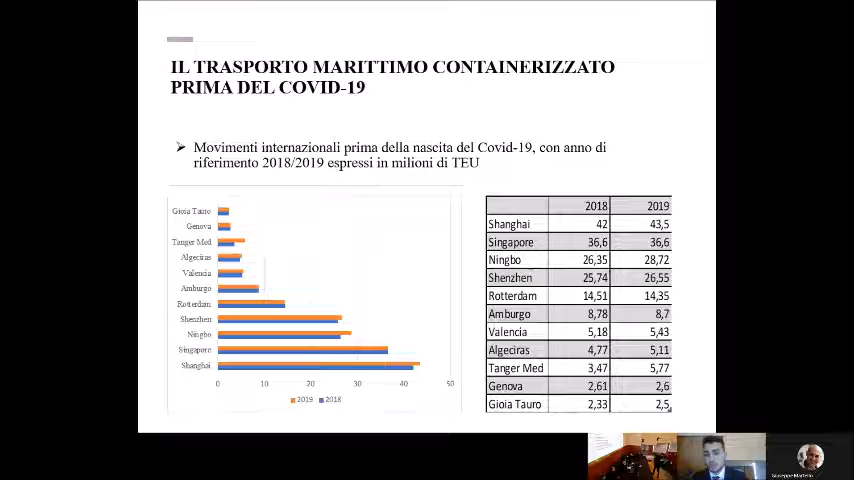 IL TRASPORTO MARITTIMO CONTAINERIZZATO
PRIMA DEL COVID-19
Movimenti internazionali prima della nascita del Covid-19, con anno di
riferimento 2018/2019 espressi in milioni di TEU
Gioia Tauro
Genova
Tanger Med
Algeciras
Valencia
Amburgo
Rotterdam
Shenzhen
Ningbo
Singapore
Shanghai
0 10 20 30 40 50
2019 2018
2018 2019
Shanghai 42 43,5
Singapore 36,6 36,6
Ningbo 26,35 28,72
Shenzhen 25,74 26,55
Rotterdam 14,51 14,35
Amburgo 8,78 8,7
Valencia 5,18 5,43
Algeciras 4,77 5,11
Tanger Med 3,47 5,77
Genova 2,61 2,6
Gioia Tauro 2,33 2,5
Giuseppe Martello